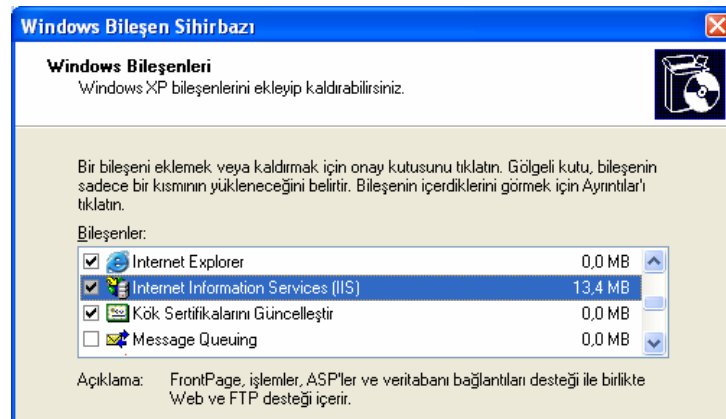 Windows Bileşen Sihirbazı
Windows Bileşenleri
Windows XP bileşenlerini ekleyip kaldırabilirsiniz.
Bir bileşeni eklemek veya kaldırmak için onay kutusunu tıklatın. Gölgeli kutu, bileşenin
sadece bir kısmının yükleneceğini belirtir. Bileşenin içerdiklerini görmek için Ayrıntılar'ı
tıklatın.
Bileşenler:
Internet Explorer 0,0 MB
Internet Information Services (IIS) 13,4 MB
Kök Sertifikalarını Güncelleştir 0,0 MB
Message Queuing 0,0 MB
Açıklama: FrontPage, işlemler, ASP'ler ve veritabanı bağlantıları desteği ile birlikte
Web ve FTP desteği içerir.